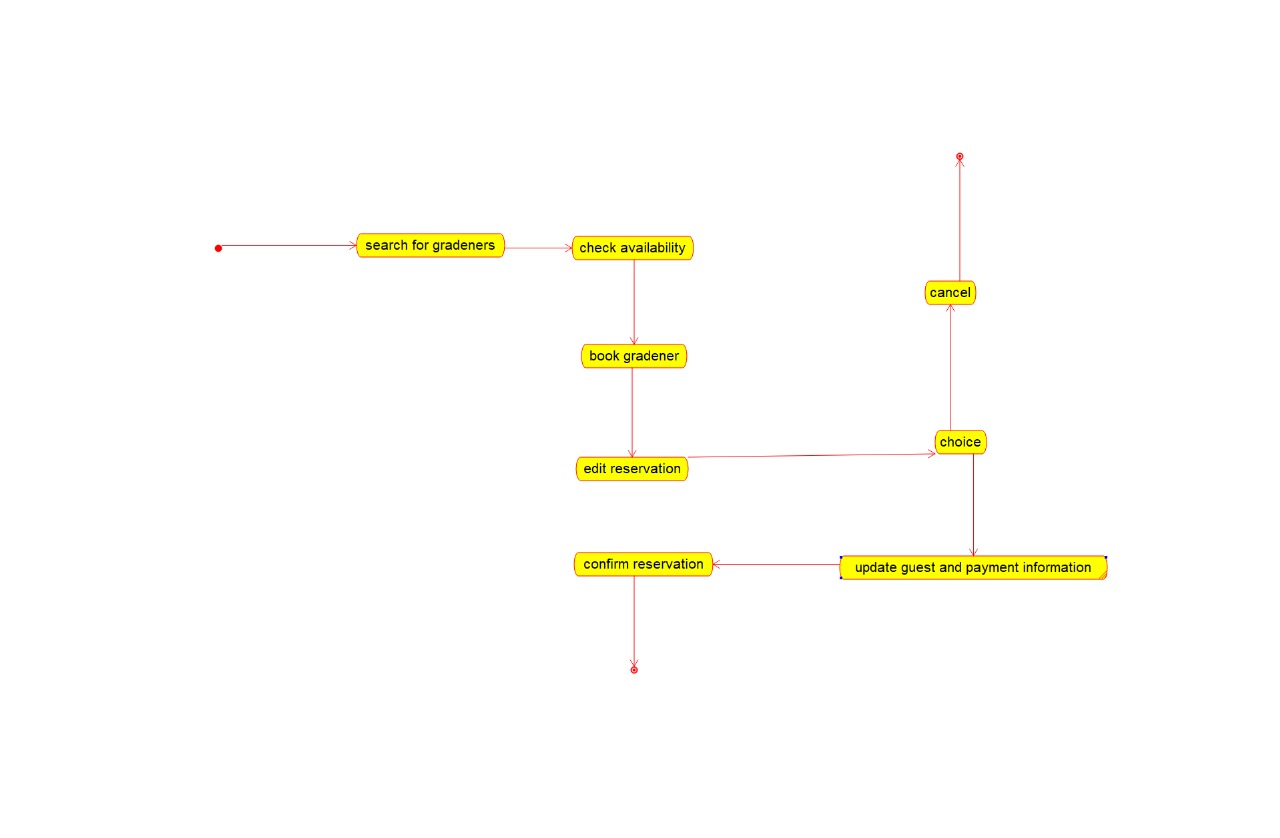 search for gradeners
check availability
book gradener
edit reservation
choice
cancel
update guest and payment information
confirm reservation